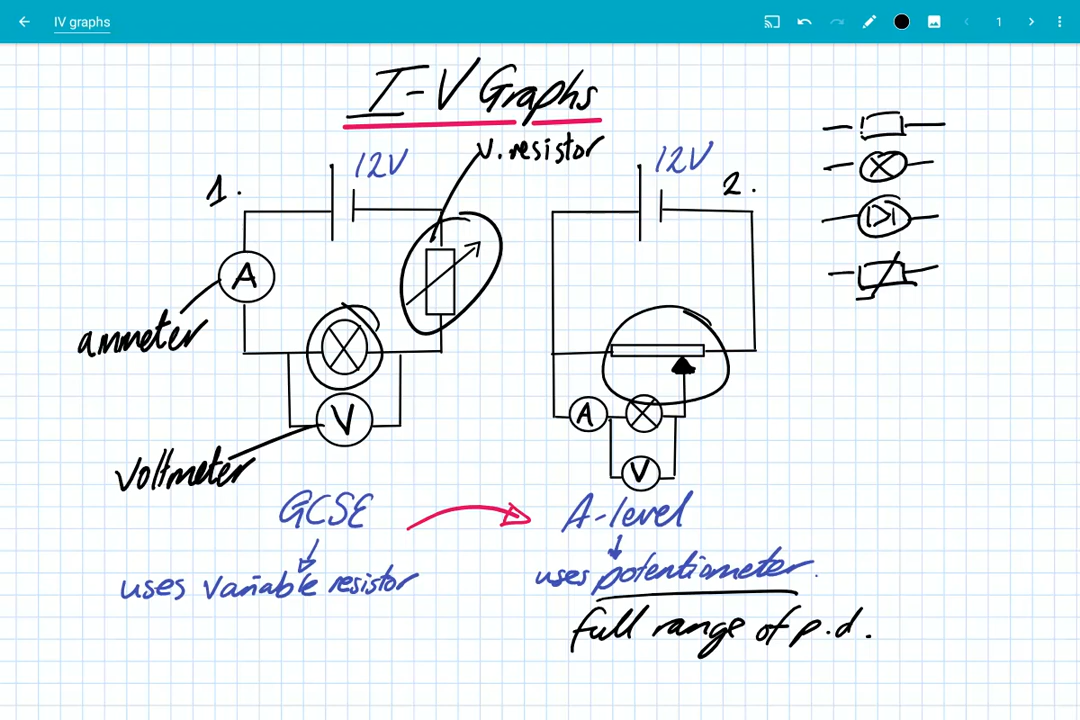 IV graphs
1
I-V Graphs
v. resistor
12V
12V
1.
2.
A
ammeter
A
V
V
voltmeter
GCSE
A-level
uses variable resistor
uses potentiometer.
full range of p.d.